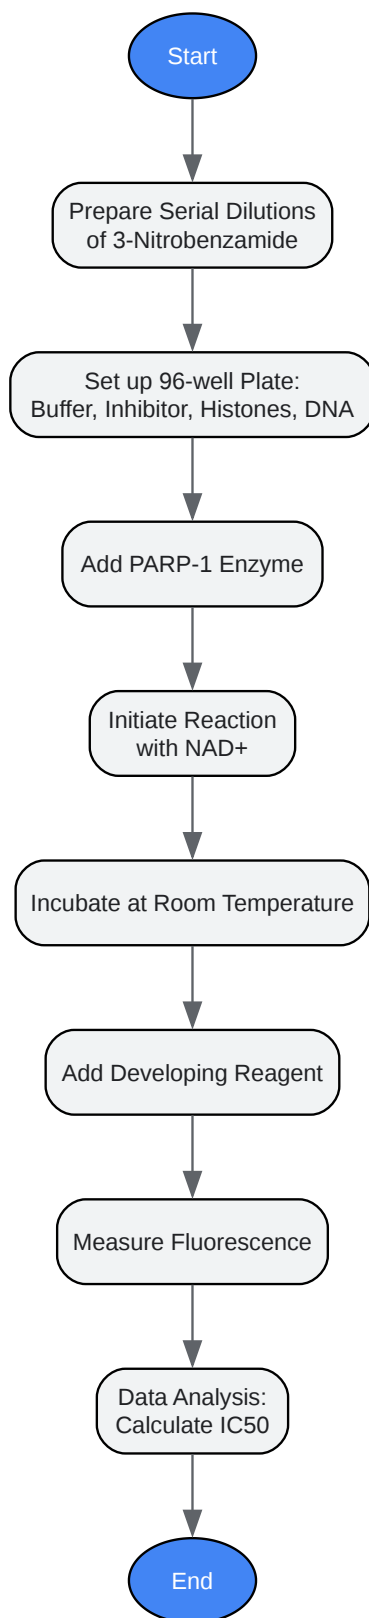 Start
Prepare Serial Dilutions
of 3-Nitrobenzamide
Set up 96-well Plate:
Buffer, Inhibitor, Histones, DNA
Add PARP-1 Enzyme
Initiate Reaction
with NAD+
Incubate at Room Temperature
Add Developing Reagent
Measure Fluorescence
Data Analysis:
Calculate IC50
End